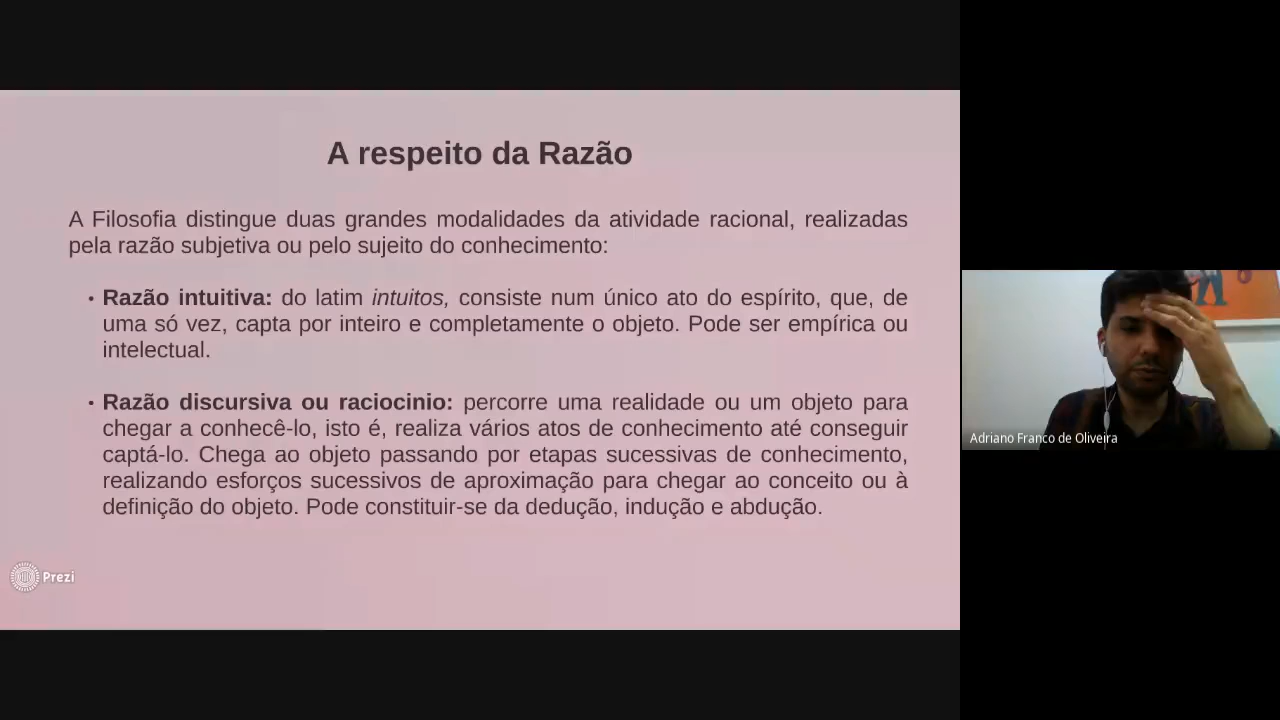 A respeito da Razão
A Filosofia distingue duas grandes modalidades da atividade racional, realizadas
pela razão subjetiva ou pelo sujeito do conhecimento:
• Razão intuitiva: do latim intuitos, consiste num único ato do espírito, que, de
uma só vez, capta por inteiro e completamente o objeto. Pode ser empírica ou
intelectual.
• Razão discursiva ou raciocinio: percorre uma realidade ou um objeto para
chegar a conhecê-lo, isto é, realiza vários atos de conhecimento até conseguir
captá-lo. Chega ao objeto passando por etapas sucessivas de conhecimento,
realizando esforços sucessivos de aproximação para chegar ao conceito ou à
definição do objeto. Pode constituir-se da dedução, indução e abdução.
Prezi
Adriano Franco de Oliveira